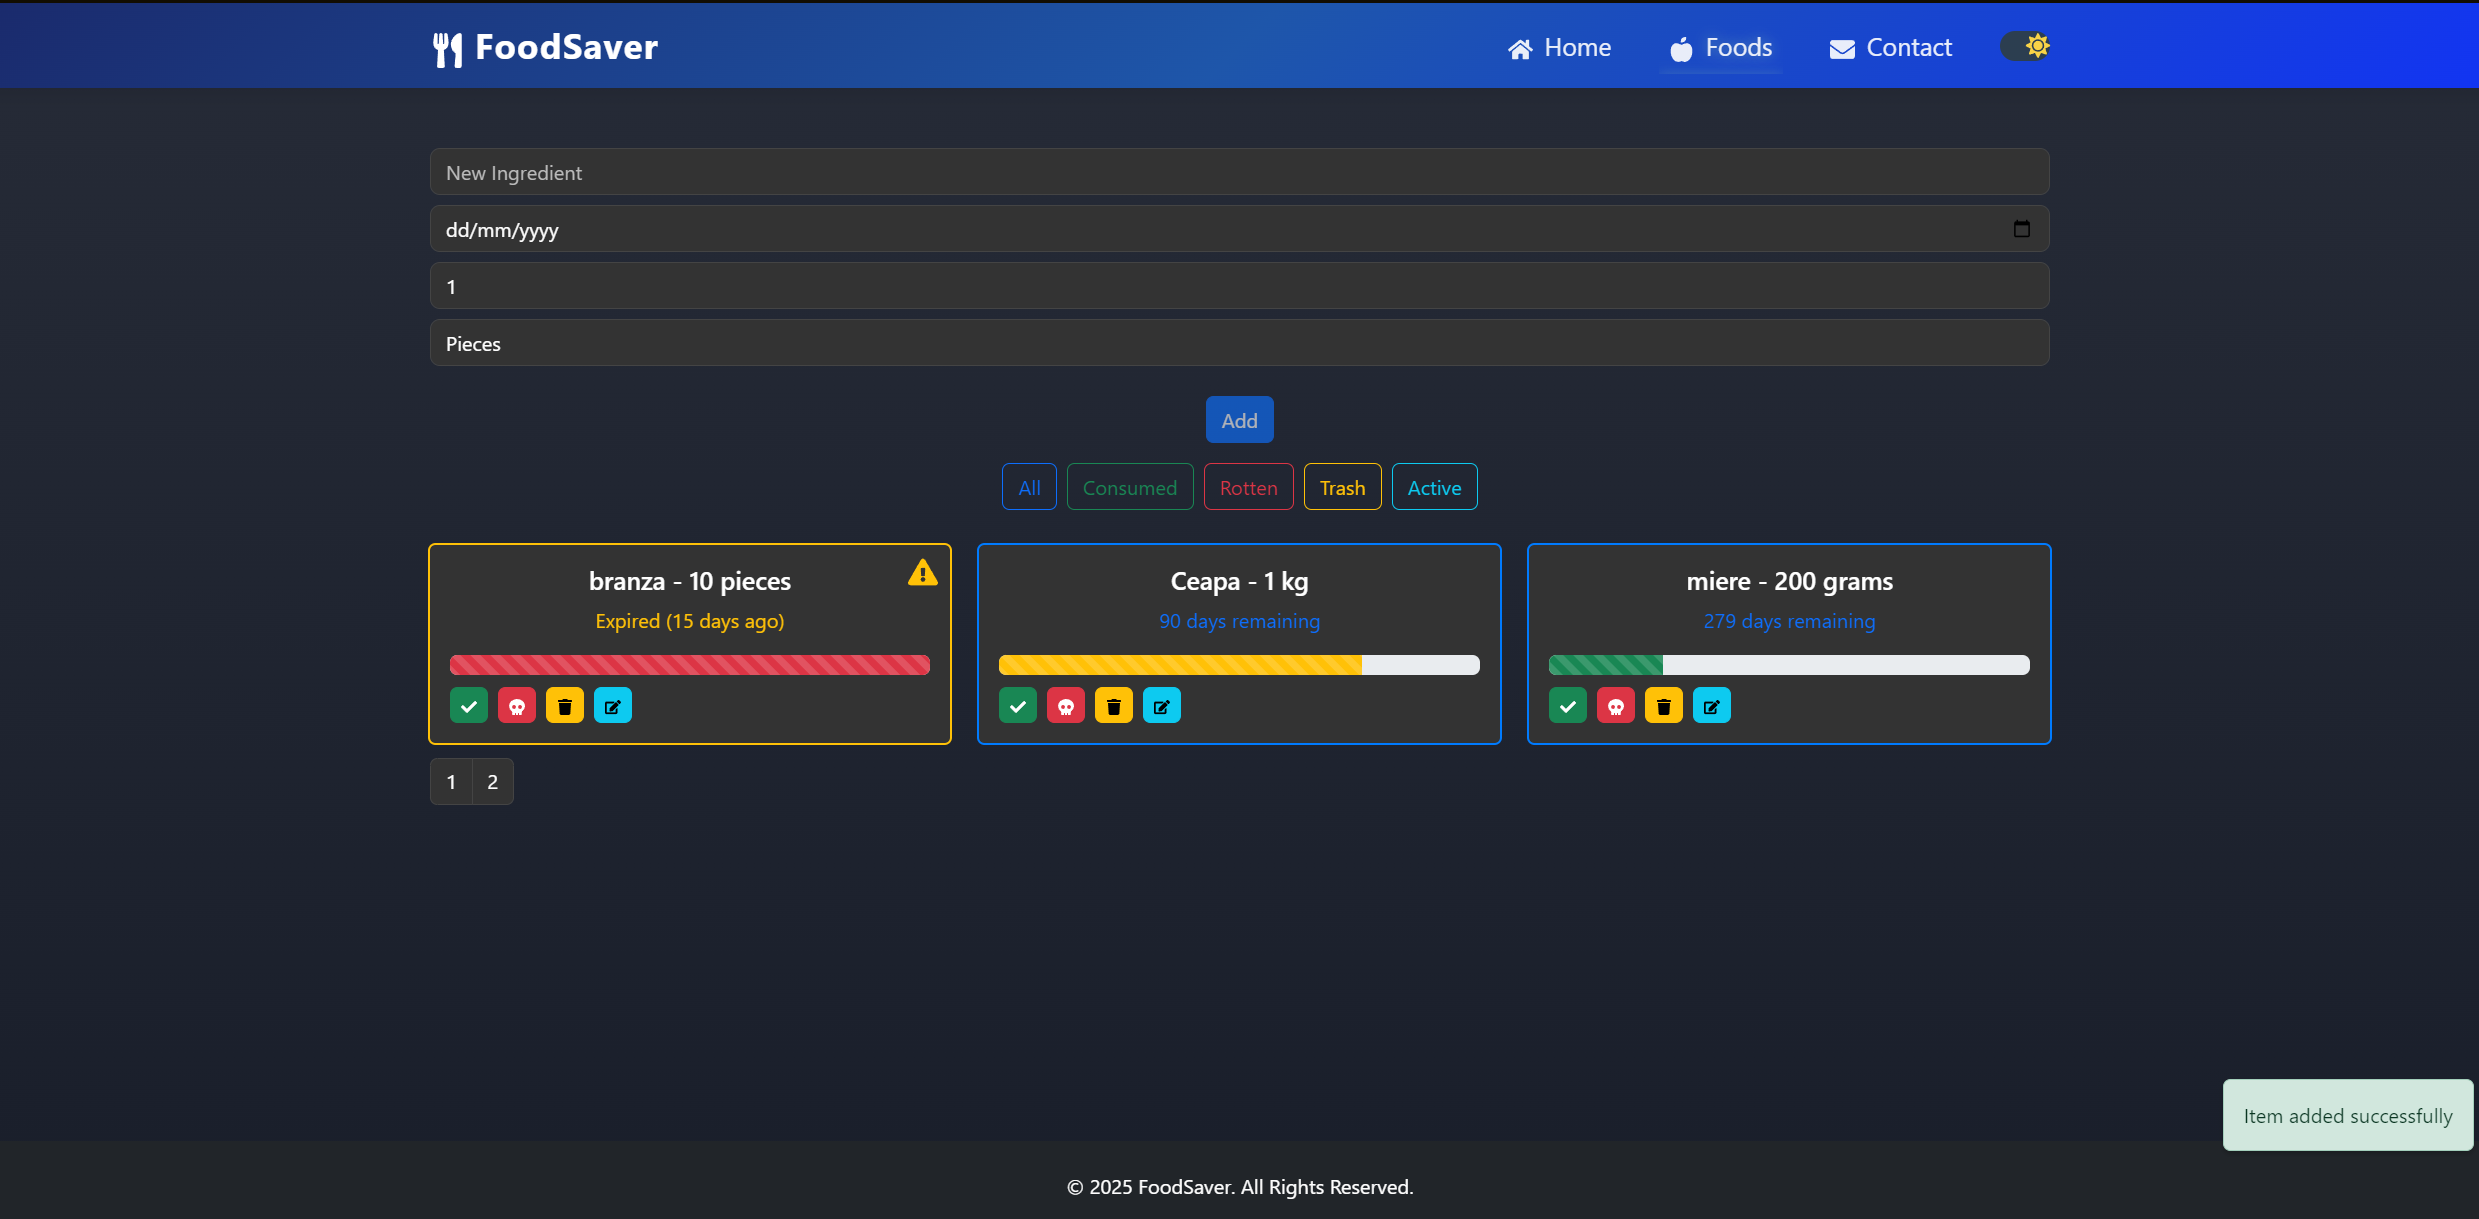 FoodSaver
Home
Foods
Contact
New Ingredient
dd/mm/yyyy
1
Pieces
Add
All
Consumed
Rotten
Trash
Active
branza - 10 pieces
Expired (15 days ago)
Ceapa - 1 kg
90 days remaining
miere - 200 grams
279 days remaining
1
2
Item added successfully
© 2025 FoodSaver. All Rights Reserved.